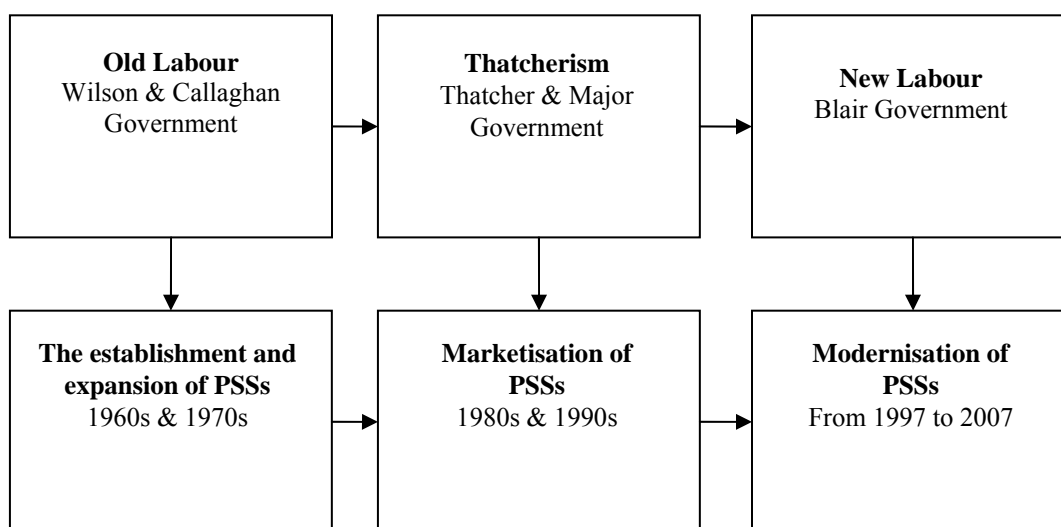 Old Labour
Wilson & Callaghan
Government
Thatcherism
Thatcher & Major
Government
New Labour
Blair Government
The establishment and
expansion of PSSs
1960s & 1970s
Marketisation of
PSSs
1980s & 1990s
Modernisation of
PSSs
From 1997 to 2007